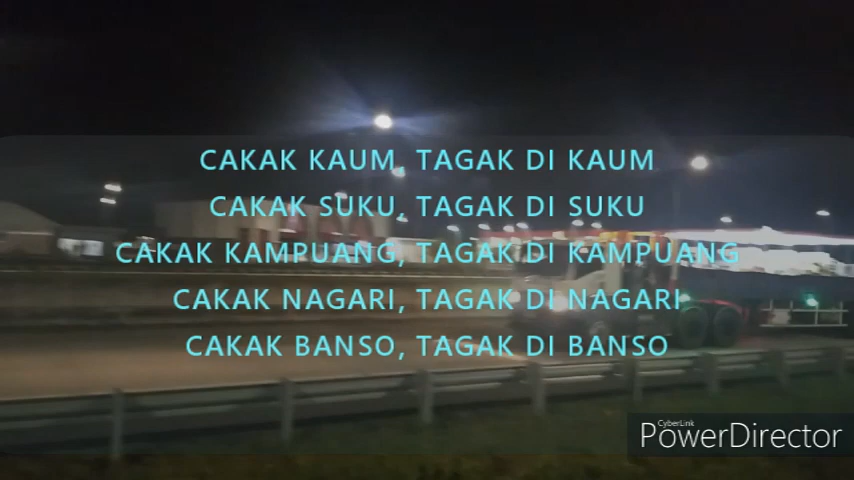 CAKAK KAUM, TAGAK DI KAUM
CAKAK SUKU, TAGAK DI SUKU
CAKAK KAMPUANG, TAGAK DI KAMPUANG
CAKAK NAGARI, TAGAK DI NAGARI
CAKAK BANSO, TAGAK DI BANSO
CyberLink
PowerDirector